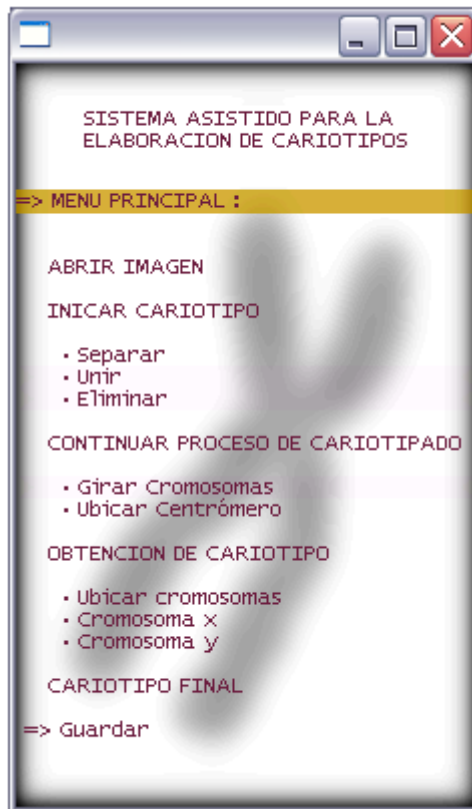 SISTEMA ASISTIDO PARA LA
ELABORACION DE CARIOTIPOS
=> MENU PRINCIPAL :
ABRIR IMAGEN
INICAR CARIOTIPO
· Separar
· Unir
· Eliminar
CONTINUAR PROCESO DE CARIOTIPADO
· Girar Cromosomas
· Ubicar Centrómero
OBTENCION DE CARIOTIPO
· Ubicar cromosomas
· Cromosoma x
· Cromosoma y
CARIOTIPO FINAL
=> Guardar